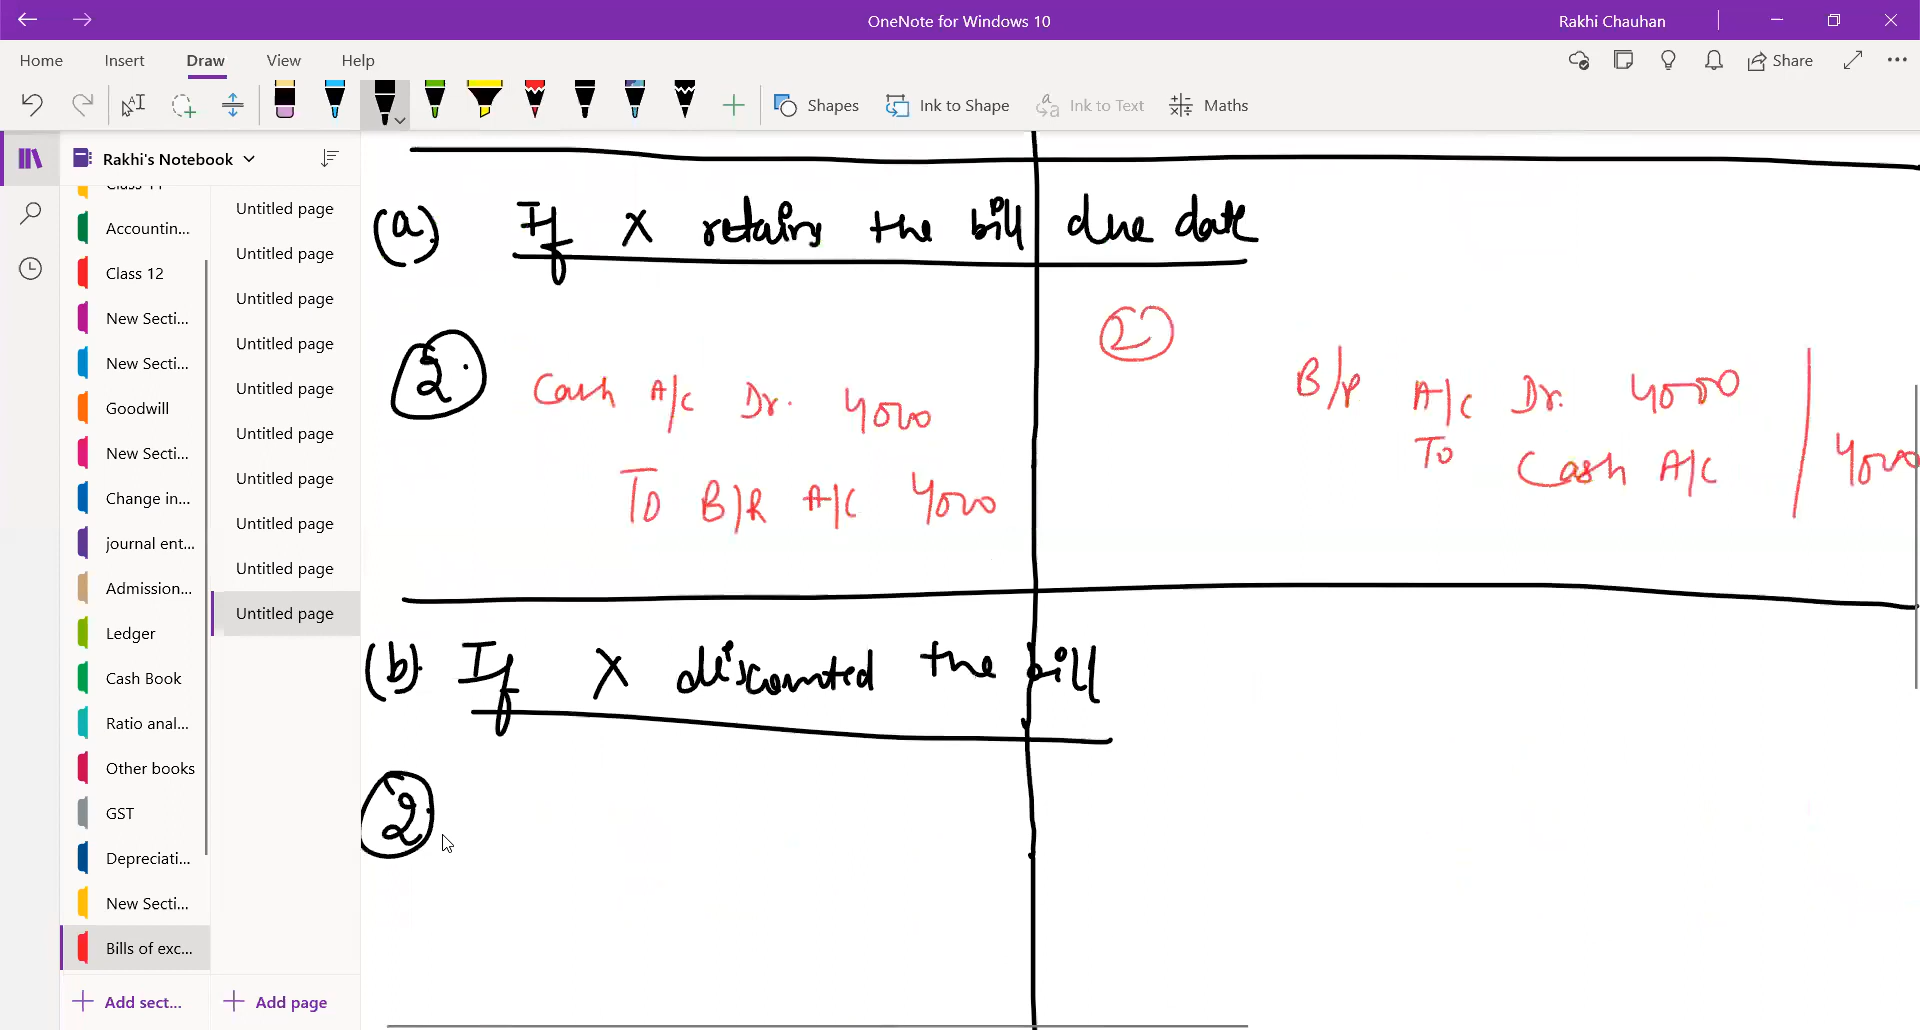 OneNote for Windows 10
Rakhi Chauhan
Home Insert Draw View Help
Share
Shapes Ink to Shape Ink to Text Maths
Rakhi's Notebook
Accountin...
Class 12
New Secti...
New Secti...
Goodwill
New Secti...
Change in...
journal ent...
Admission...
Ledger
Cash Book
Ratio anal...
Other books
GST
Depreciati...
New Secti...
Bills of exc...
Add sect...
Untitled page
Untitled page
Untitled page
Untitled page
Untitled page
Untitled page
Untitled page
Untitled page
Untitled page
Untitled page
Add page
(a) If X retains the bill due date
2.
Cash A/c Dr. 4000
To B/R A/C 4000
2
B/P A/C Dr. 4000
To Cash A/C 4000
(b). If X discounted the bill
2.